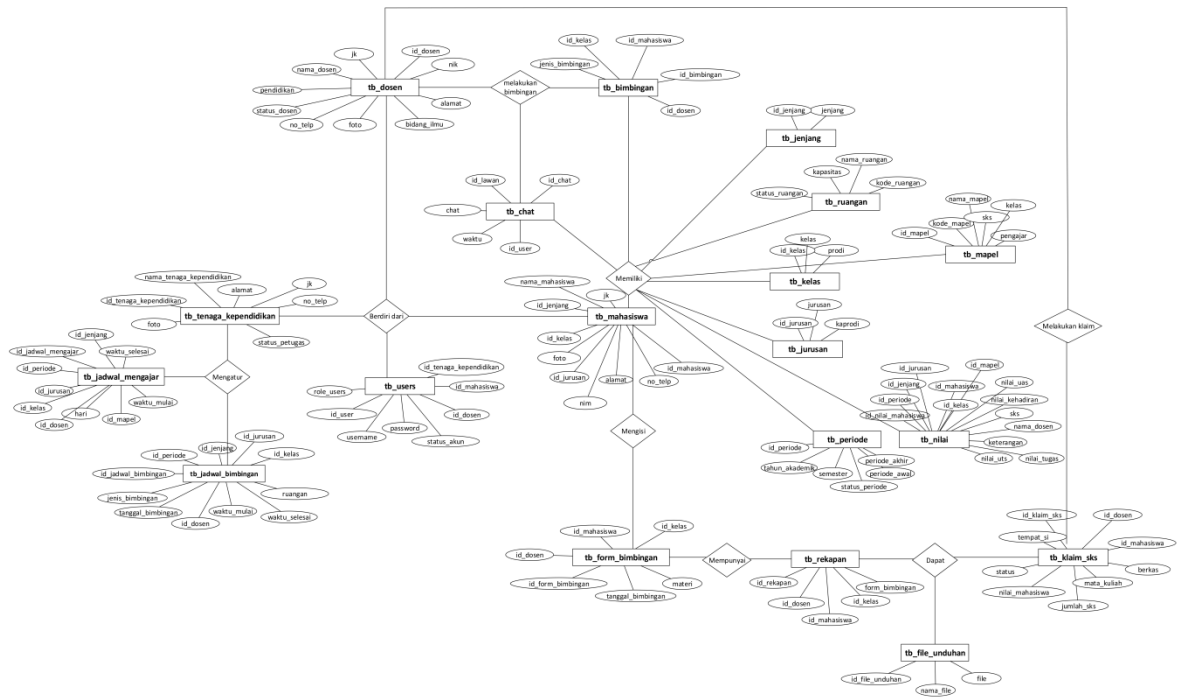 jk
id_dosen
nama_dosen
nik
pendidikan
tb_dosen
status_dosen
alamat
no_telp
foto
bidang_ilmu
melakukan
bimbingan
id_kelas
id_mahasiswa
jenis_bimbingan
id_bimbingan
tb_bimbingan
id_dosen
id_jenjang
jenjang
tb_jenjang
nama_ruangan
kapasitas
status_ruangan
kode_ruangan
tb_ruangan
nama_mapel
kelas
sks
kode_mapel
id_mapel
pengajar
tb_mapel
id_lawan
id_chat
tb_chat
chat
waktu
id_user
kelas
id_kelas
prodi
tb_kelas
Memiliki
nama_tenaga_kependidikan
alamat
jk
id_tenaga_kependidikan
no_telp
foto
tb_tenaga_kependidikan
status_petugas
Berdiri dari
nama_mahasiswa
jk
id_jenjang
tb_mahasiswa
id_kelas
foto
id_jurusan
nim
alamat
no_telp
id_mahasiswa
jurusan
id_jurusan
kaprodi
tb_jurusan
Melakukan klaim
id_jenjang
waktu_selesai
id_jadwal_mengajar
id_periode
tb_jadwal_mengajar
id_jurusan
id_kelas
id_dosen
hari
id_mapel
waktu_mulai
Mengatur
id_tenaga_kependidikan
role_users
tb_users
id_mahasiswa
id_user
id_dosen
username
password
status_akun
Mengisi
id_mapel
id_jurusan
id_jenjang
id_mahasiswa
nilai_uas
id_periode
nilai_kehadiran
id_kelas
id_nilai_mahasiswa
sks
nama_dosen
tb_nilai
keterangan
nilai_uts
nilai_tugas
id_periode
tb_periode
periode_akhir
tahun_akademik
semester
periode_awal
status_periode
id_jurusan
id_jenjang
id_periode
id_kelas
tb_jadwal_bimbingan
id_jadwal_bimbingan
jenis_bimbingan
ruangan
tanggal_bimbingan
id_dosen
waktu_mulai
waktu_selesai
id_mahasiswa
id_kelas
id_dosen
tb_form_bimbingan
id_form_bimbingan
materi
tanggal_bimbingan
Mempunyai
tb_rekapan
id_rekapan
form_bimbingan
id_dosen
id_kelas
id_mahasiswa
Dapat
id_klaim_sks
id_dosen
tempat_si
id_mahasiswa
tb_klaim_sks
status
berkas
nilai_mahasiswa
mata_kuliah
jumlah_sks
tb_file_unduhan
id_file_unduhan
file
nama_file